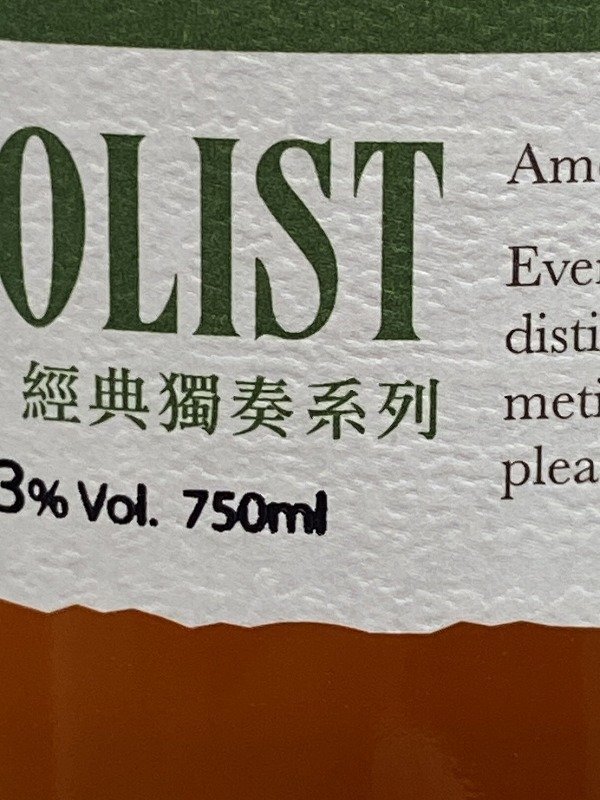 OLIST
經典獨奏系列
3% Vol. 750ml
Ame
Ever
disti
meti
plea